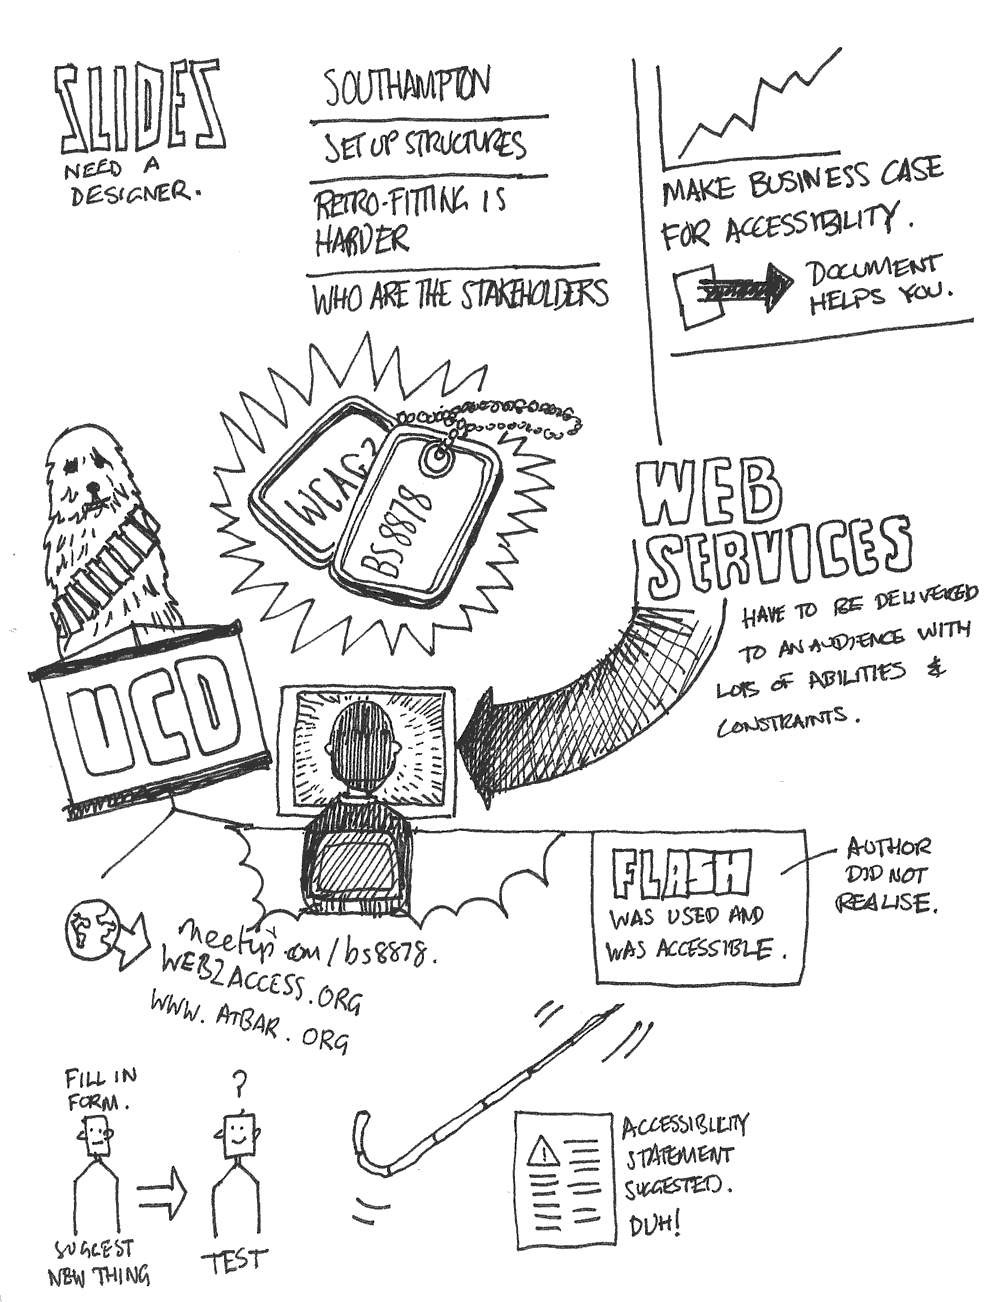 SLIDES
NEED A
DESIGNER.
SOUTHAMPTON
SET UP STRUCTURES
RETRO-FITTING IS
HARDER
WHO ARE THE STAKEHOLDERS
MAKE BUSINESS CASE
FOR ACCESSIBILITY.
DOCUMENT
HELPS YOU.
WCAG2
BS8878
UCD
WEB
SERVICES
HAVE TO BE DELIVERED
TO AN AUDIENCE WITH
LOTS OF ABILITIES &
CONSTRAINTS.
FLASH
WAS USED AND
WAS ACCESSIBLE.
AUTHOR
DID NOT
REALISE.
meetup.com/bs8878.
WEB2ACCESS.ORG
WWW.ATBAR.ORG
FILL IN
FORM.
SUGGEST
NEW THING
?
TEST
!
ACCESSIBILITY
STATEMENT
SUGGESTED.
DUH!